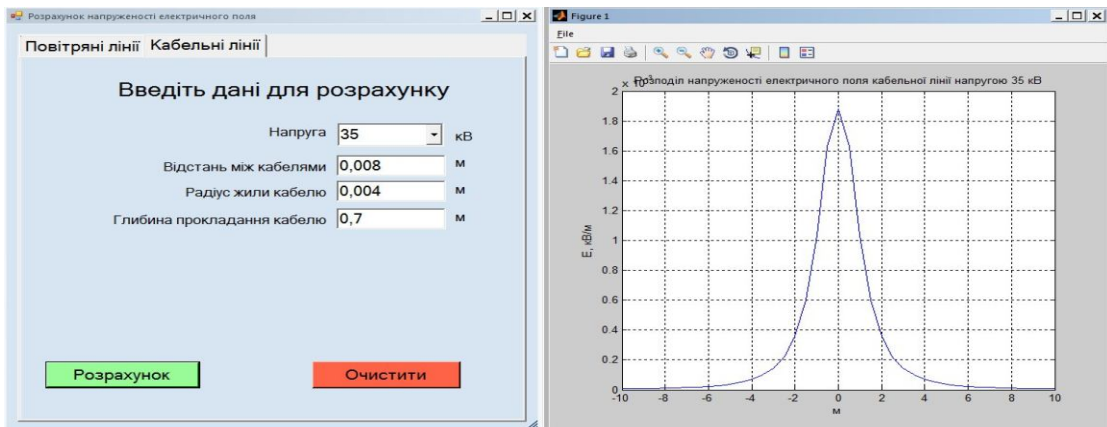 Розрахунок напруженості електричного поля
Повітряні лінії Кабельні лінії
Введіть дані для розрахунку
Напруга 35 кВ
Відстань між кабелями 0,008 м
Радіус жили кабелю 0,004 м
Глибина прокладання кабелю 0,7 м
Розрахунок Очистити
Figure 1
File
x 10⁻³
Розподіл напруженості електричного поля кабельної лінії напругою 35 кВ
2
1.8
1.6
1.4
1.2
1
0.8
0.6
0.4
0.2
0
E, кВ/м
-10 -8 -6 -4 -2 0 2 4 6 8 10
м